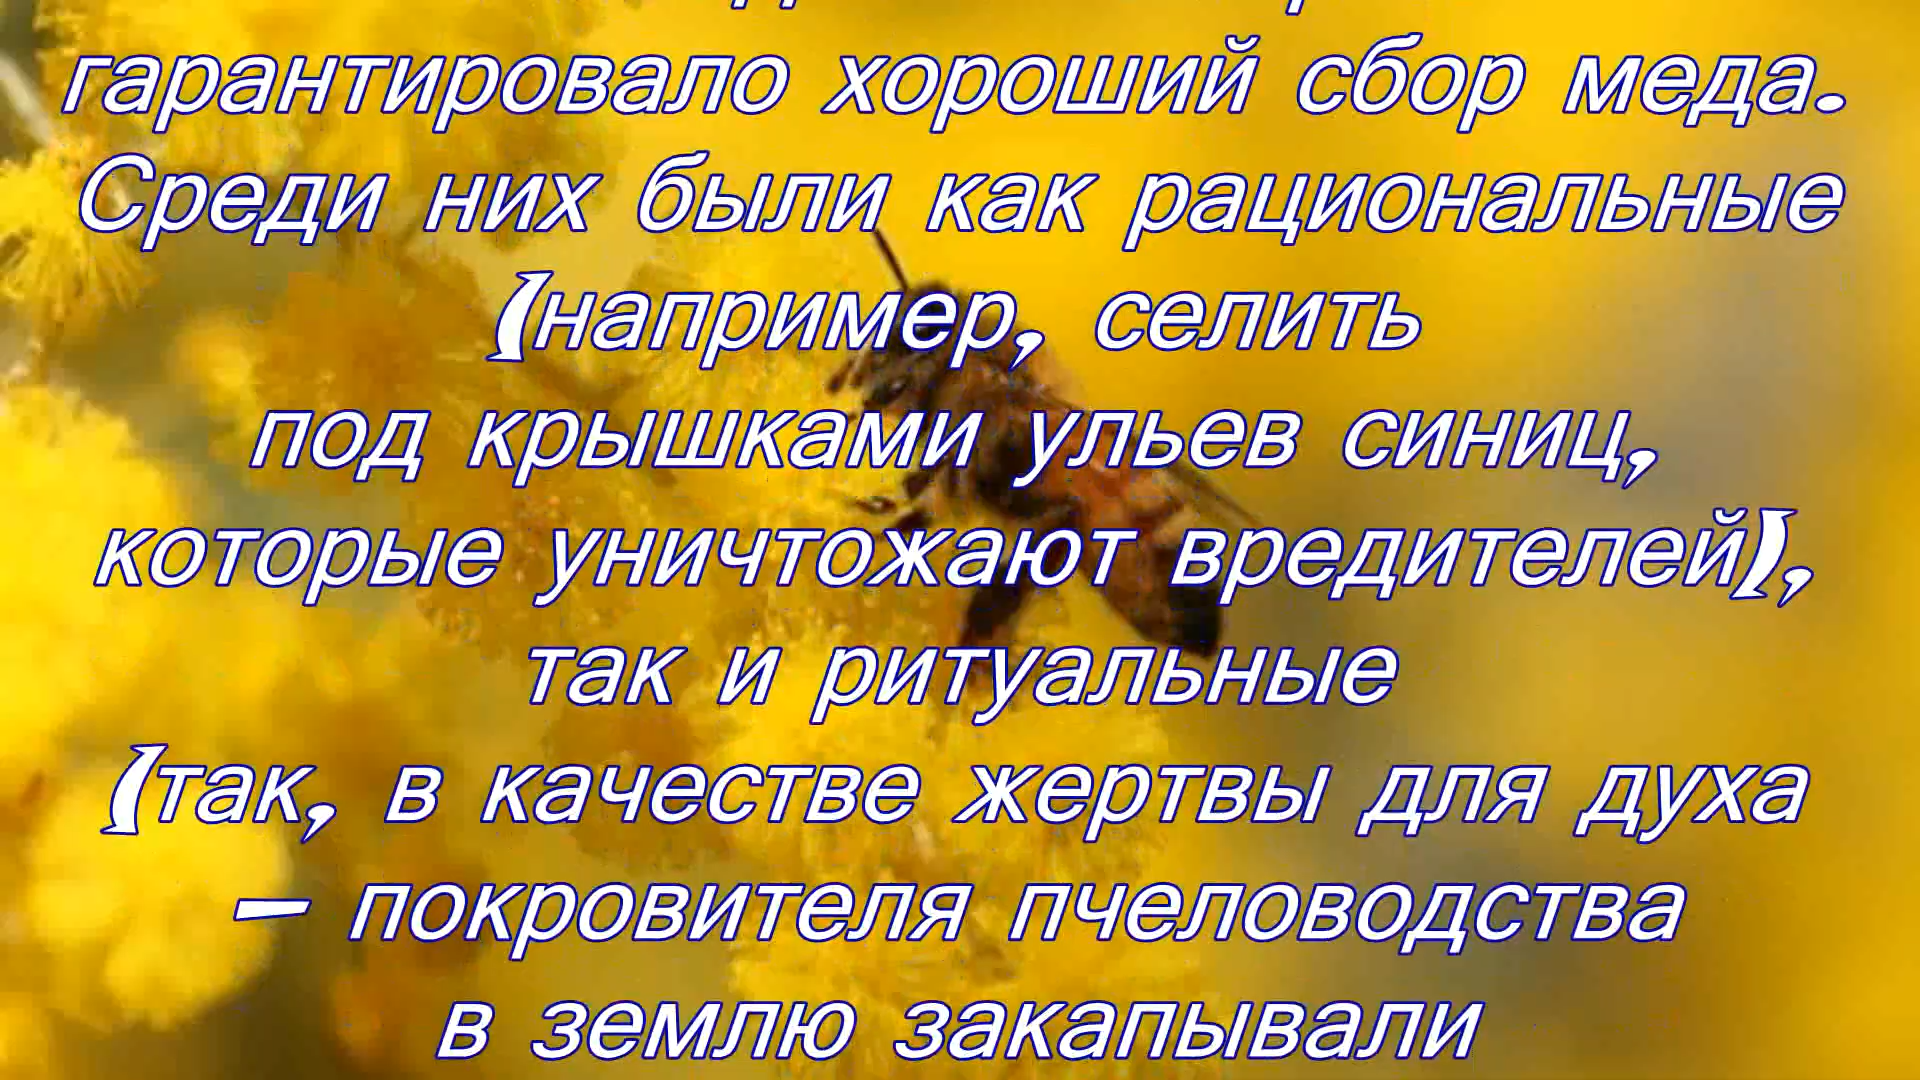 гарантировало хороший сбор меда.
Среди них были как рациональные
(например, селить
под крышками ульев синиц,
которые уничтожают вредителей),
так и ритуальные
(так, в качестве жертвы для духа
– покровителя пчеловодства
в землю закапывали